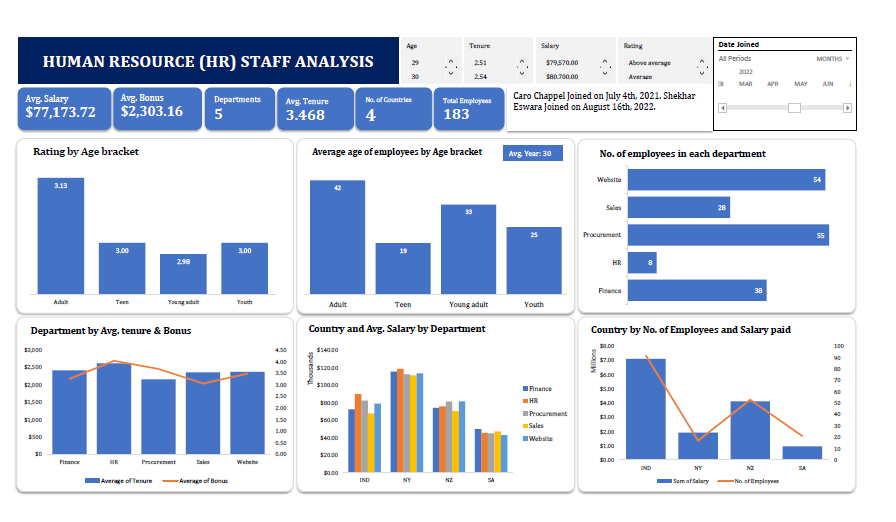 HUMAN RESOURCE (HR) STAFF ANALYSIS
Age
29
30
Tenure
2.51
2.54
Salary
$79,570.00
$80,700.00
Rating
Above average
Average
Date Joined
All Periods
MONTHS
2022
MAR APR MAY JUN
Avg. Salary
$77,173.72
Avg. Bonus
$2,303.16
Departments
5
Avg. Tenure
3.468
No. of Countries
4
Total Employees
183
Caro Chappel Joined on July 4th, 2021. Shekhar
Eswara Joined on August 16th, 2022.
Rating by Age bracket
3.13
3.00
2.98
3.00
Adult
Teen
Young adult
Youth
Average age of employees by Age bracket
Avg. Year: 30
42
19
33
25
Adult
Teen
Young adult
Youth
No. of employees in each department
Website 54
Sales 28
Procurement 55
HR 8
Finance 38
Department by Avg. tenure & Bonus
$3,000
$2,500
$2,000
$1,500
$1,000
$500
$0
4.50
4.00
3.50
3.00
2.50
2.00
1.50
1.00
0.50
0.00
Finance
HR
Procurement
Sales
Website
Average of Tenure
Average of Bonus
Country and Avg. Salary by Department
Thousands
$140.00
$120.00
$100.00
$80.00
$60.00
$40.00
$20.00
$0.00
IND
NY
NZ
SA
Finance
HR
Procurement
Sales
Website
Country by No. of Employees and Salary paid
Millions
$8.00
$7.00
$6.00
$5.00
$4.00
$3.00
$2.00
$1.00
$0.00
100
90
80
70
60
50
40
30
20
10
0
IND
NY
NZ
SA
Sum of Salary
No. of Employees